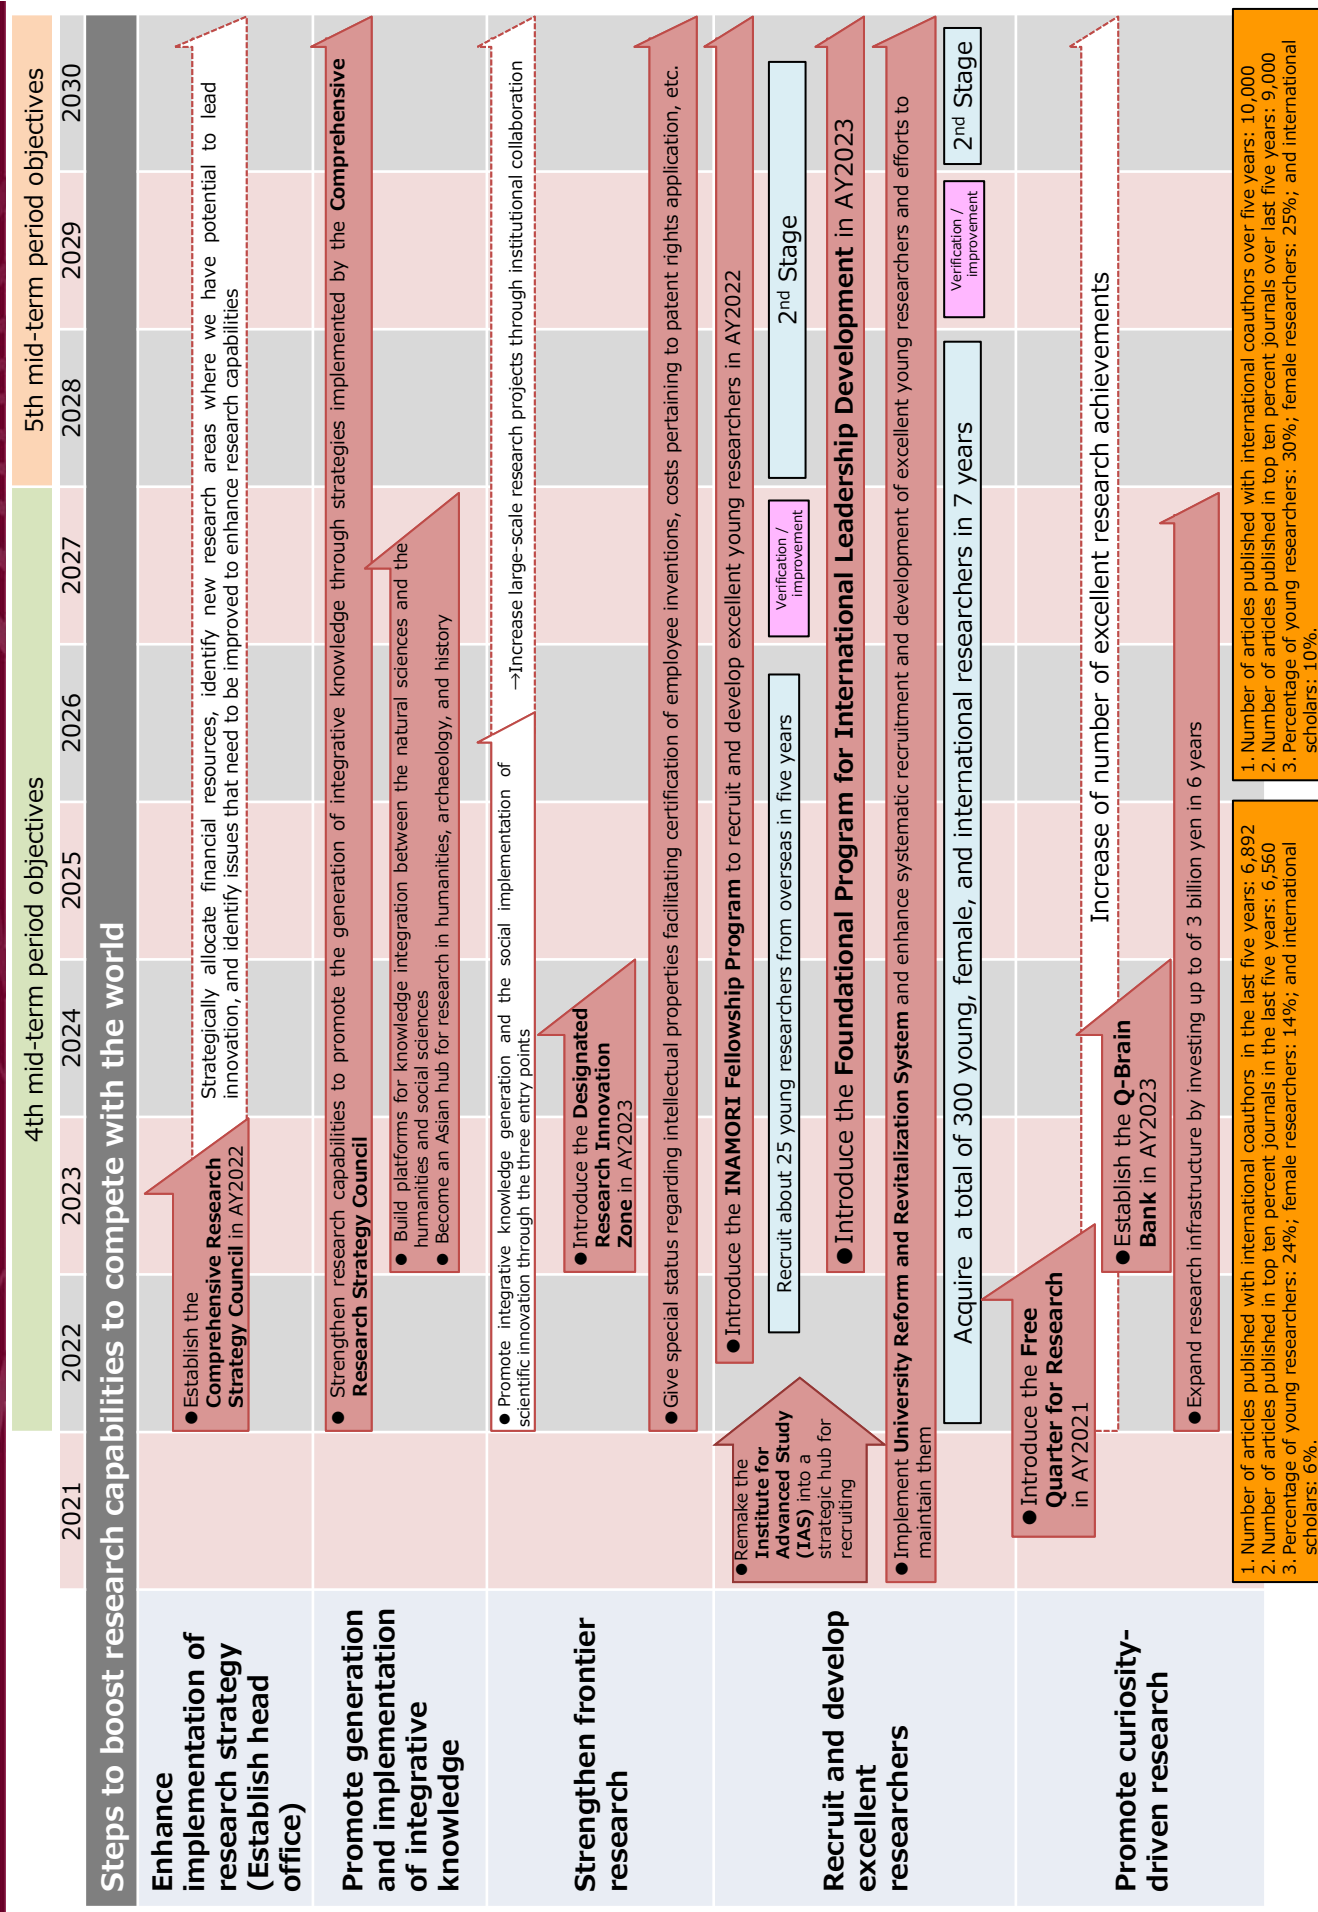 4th mid-term period objectives
5th mid-term period objectives
2021 2022 2023 2024 2025 2026 2027 2028 2029 2030
Steps to boost research capabilities to compete with the world
Enhance
implementation of
research strategy
(Establish head
office)
● Establish the
Comprehensive Research
Strategy Council in AY2022
Strategically allocate financial resources, identify new research areas where we have potential to lead
innovation, and identify issues that need to be improved to enhance research capabilities
Promote generation
and implementation
of integrative
knowledge
● Strengthen research capabilities to promote the generation of integrative knowledge through strategies implemented by the Comprehensive
Research Strategy Council
● Build platforms for knowledge integration between the natural sciences and the
humanities and social sciences
● Become an Asian hub for research in humanities, archaeology, and history
Strengthen frontier
research
● Promote integrative knowledge generation and the social implementation of
scientific innovation through the three entry points
→Increase large-scale research projects through institutional collaboration
● Introduce the Designated
Research Innovation
Zone in AY2023
● Give special status regarding intellectual properties facilitating certification of employee inventions, costs pertaining to patent rights application, etc.
Recruit and develop
excellent
researchers
● Remake the
Institute for
Advanced Study
(IAS) into a
strategic hub for
recruiting
● Introduce the INAMORI Fellowship Program to recruit and develop excellent young researchers in AY2022
Recruit about 25 young researchers from overseas in five years
Verification /
improvement
2nd Stage
● Introduce the Foundational Program for International Leadership Development in AY2023
● Implement University Reform and Revitalization System and enhance systematic recruitment and development of excellent young researchers and efforts to
maintain them
Acquire a total of 300 young, female, and international researchers in 7 years
Verification /
improvement
2nd Stage
Promote curiosity-
driven research
● Introduce the Free
Quarter for Research
in AY2021
Increase of number of excellent research achievements
● Establish the Q-Brain
Bank in AY2023
● Expand research infrastructure by investing up to of 3 billion yen in 6 years
1. Number of articles published with international coauthors in the last five years: 6,892
2. Number of articles published in top ten percent journals in the last five years: 6,560
3. Percentage of young researchers: 24%; female researchers: 14%; and international
scholars: 6%.
1. Number of articles published with international coauthors over five years: 10,000
2. Number of articles published in top ten percent journals over last five years: 9,000
3. Percentage of young researchers: 30%; female researchers: 25%; and international
scholars: 10%.